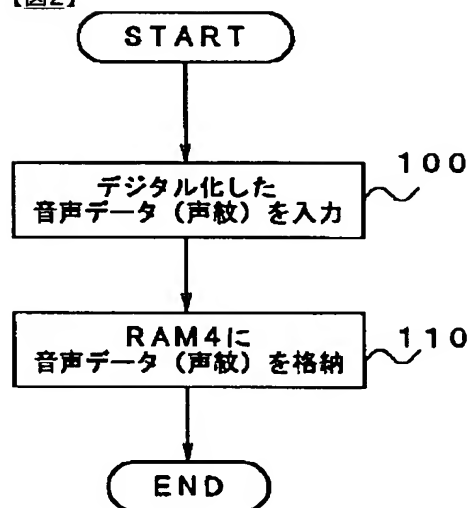 【図2】
START
デジタル化した
音声データ（声紋）を入力
100
RAM4に
音声データ（声紋）を格納
110
END